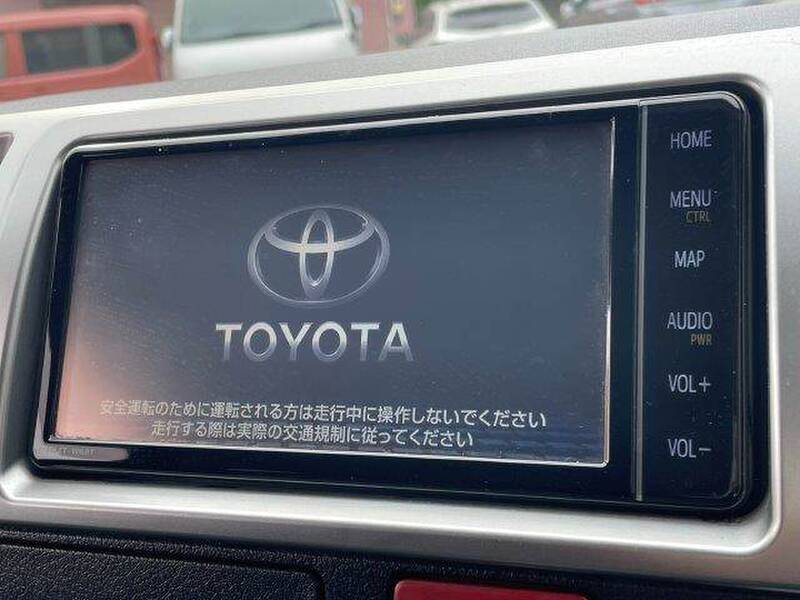 HOME
MENU
CTRL
MAP
AUDIO
PWR
VOL+
VOL-
TOYOTA
安全運転のために運転される方は走行中に操作しないでください
走行する際は実際の交通規制に従ってください